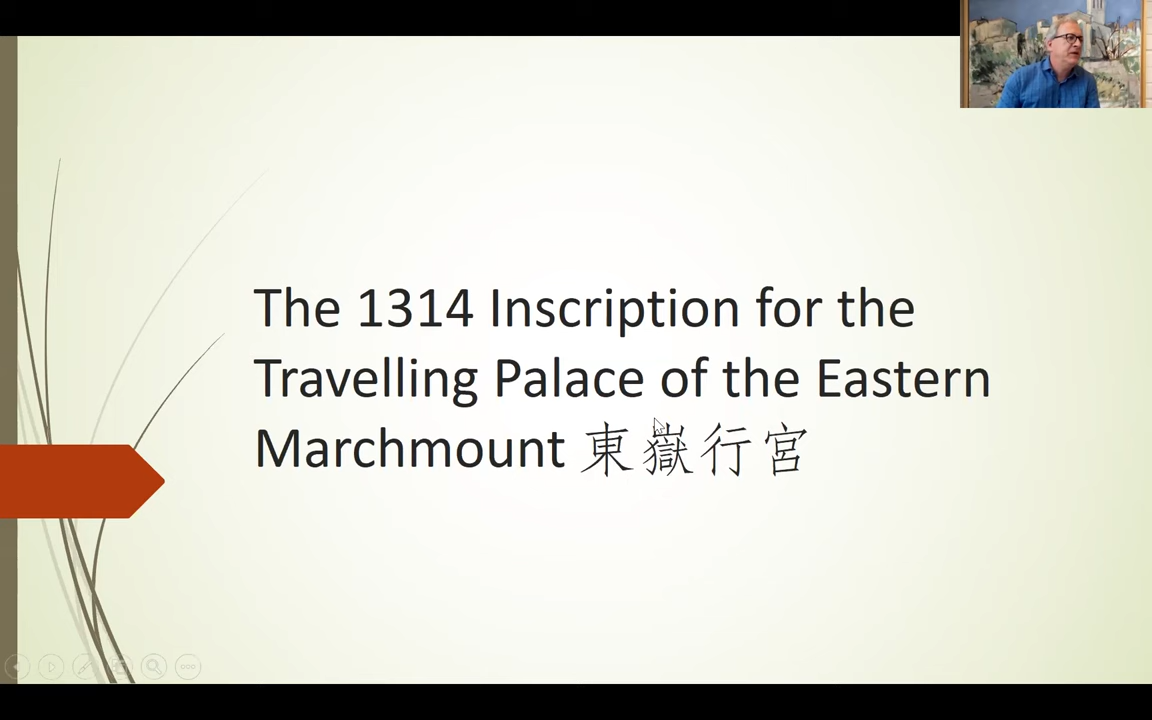 The 1314 Inscription for the
Travelling Palace of the Eastern
Marchmount 東嶽行宮